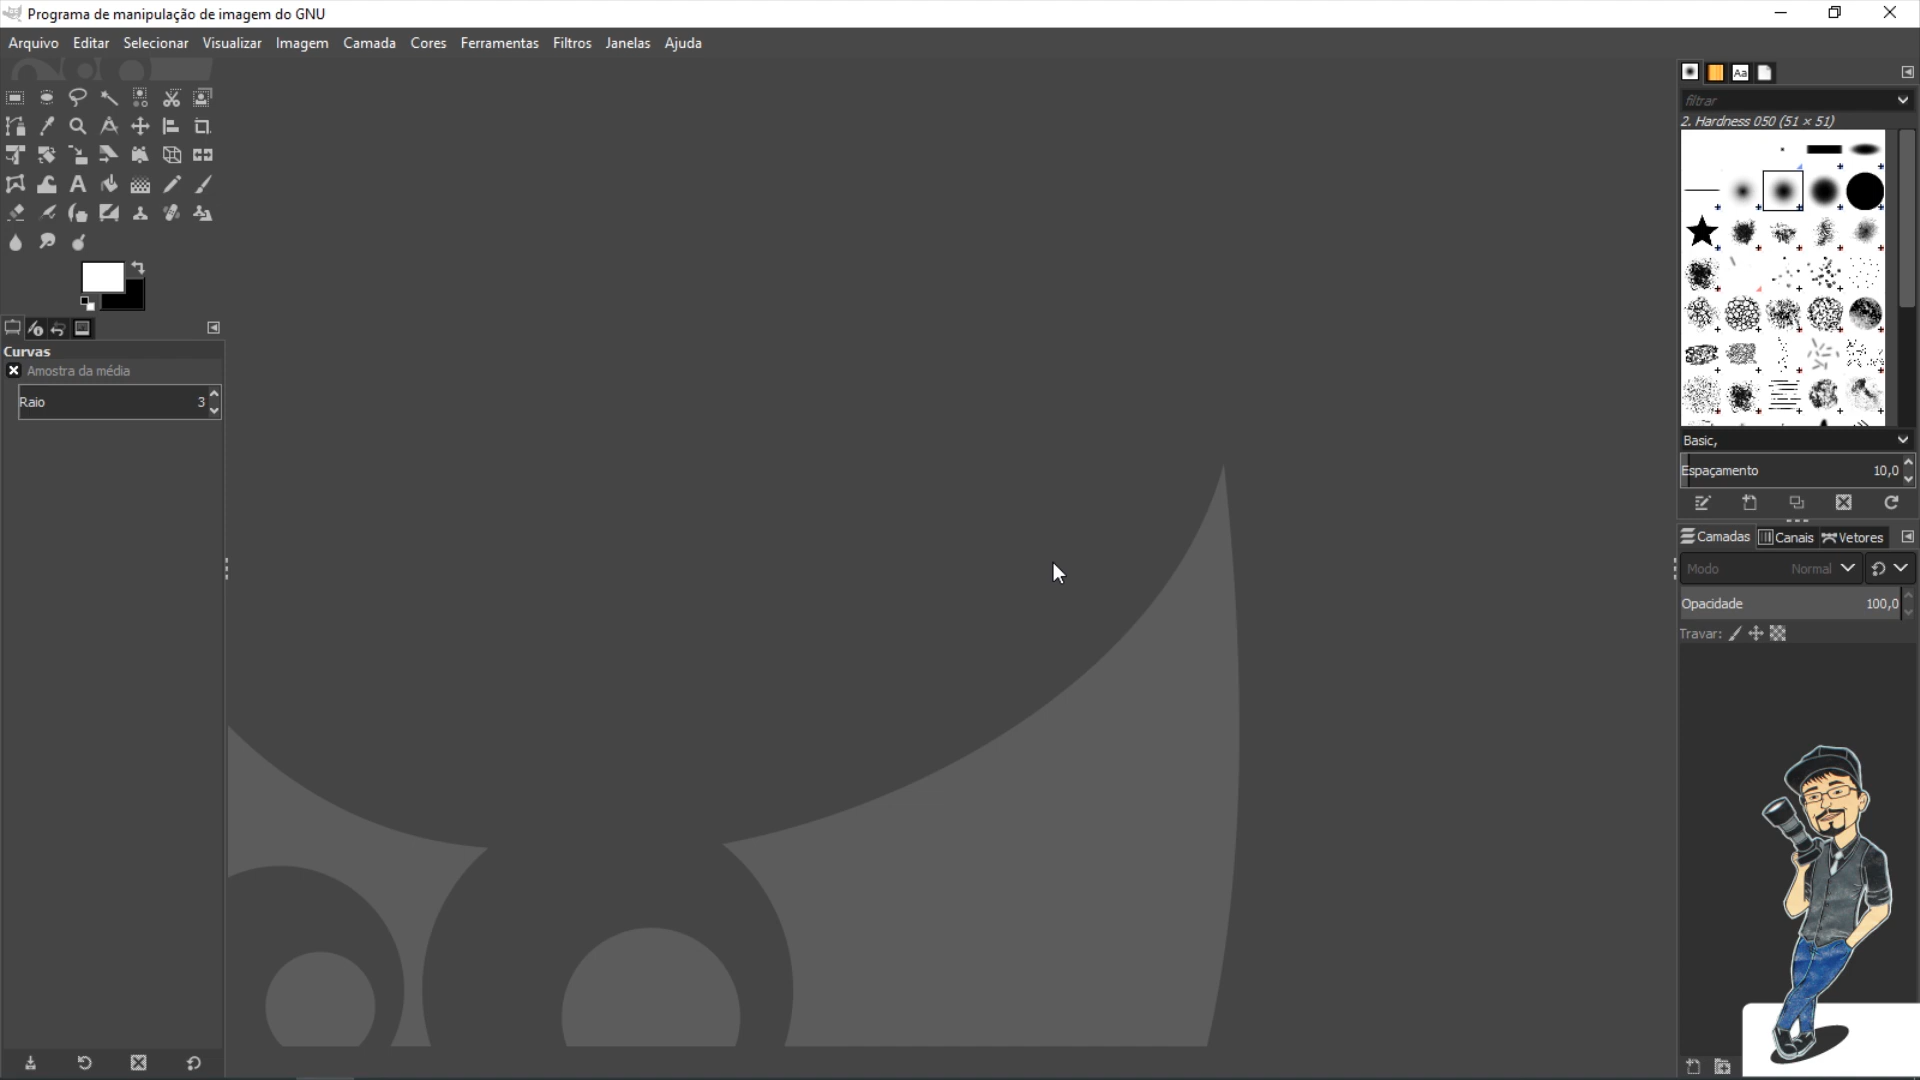 Programa de manipulação de imagem do GNU
Arquivo Editar Selecionar Visualizar Imagem Camada Cores Ferramentas Filtros Janelas Ajuda
Aa
filtrar
2. Hardness 050 (51 × 51)
A
Curvas
Amostra da média
Raio 3
Basic,
Espaçamento 10,0
Camadas Canais Vetores
Modo Normal
Opacidade 100,0
Travar: